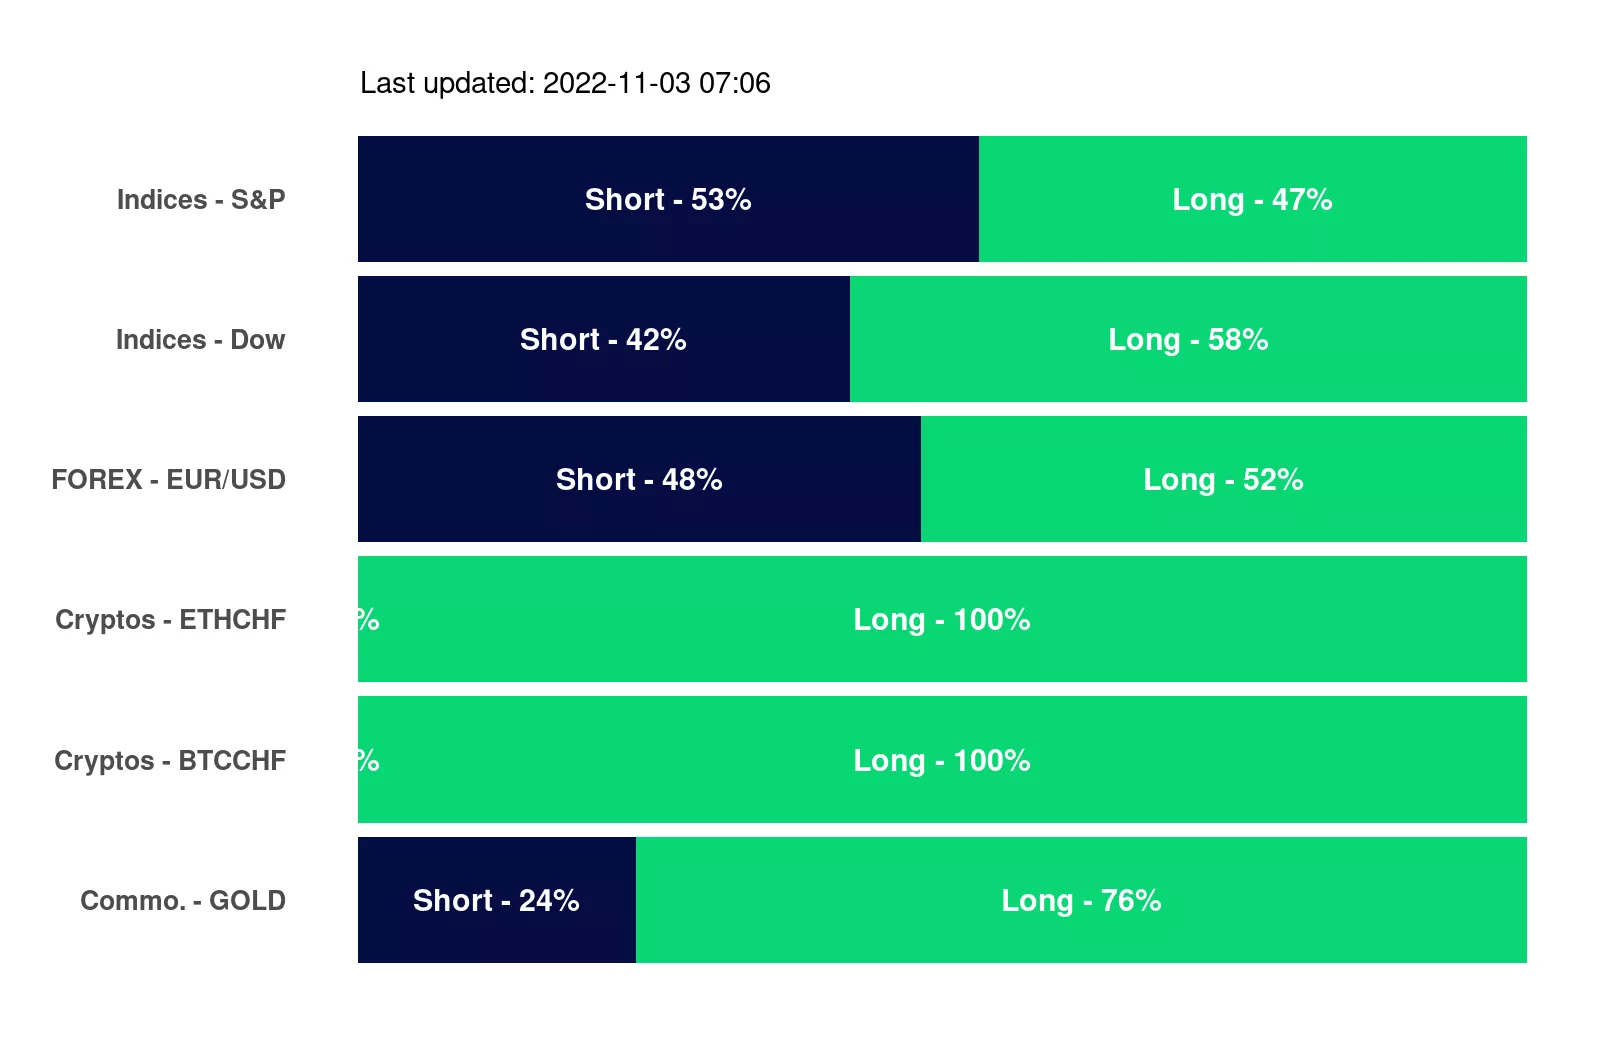 Last updated: 2022-11-03 07:06
Indices - S&P Short - 53% Long - 47%
Indices - Dow Short - 42% Long - 58%
FOREX - EUR/USD Short - 48% Long - 52%
Cryptos - ETHCHF % Long - 100%
Cryptos - BTCCHF % Long - 100%
Commo. - GOLD Short - 24% Long - 76%